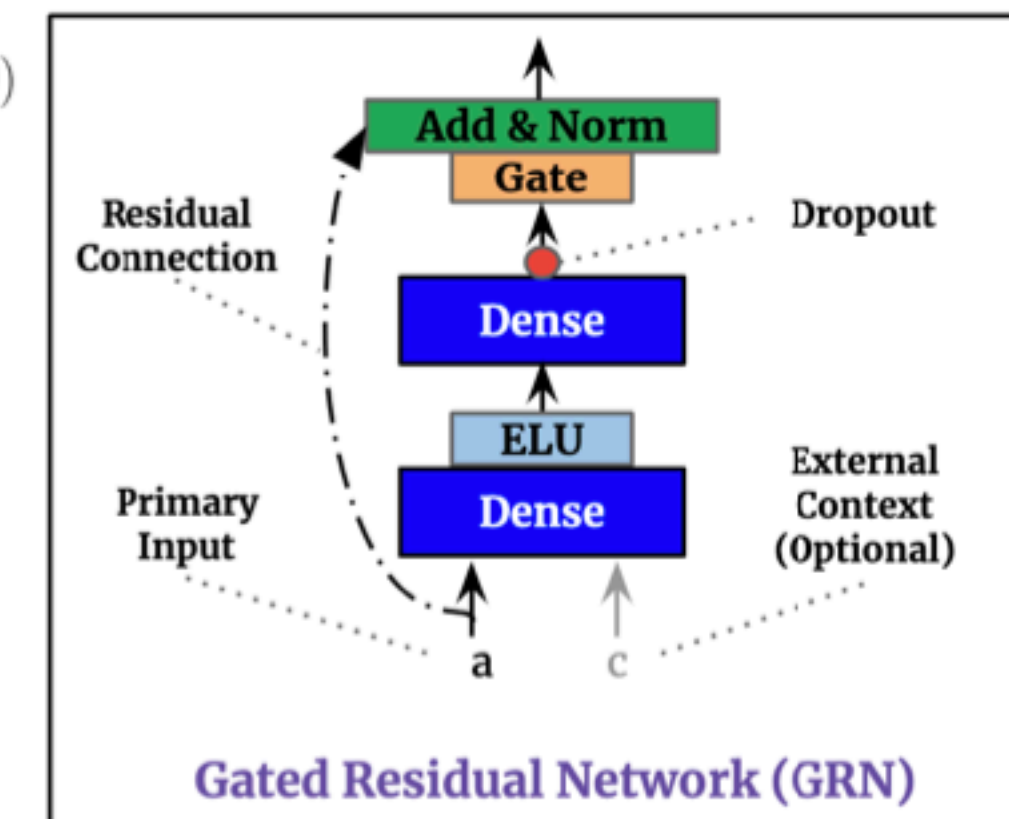 )
Add & Norm
Gate
Residual
Connection
Dropout
Dense
ELU
Dense
Primary
Input
External
Context
(Optional)
a
c
Gated Residual Network (GRN)